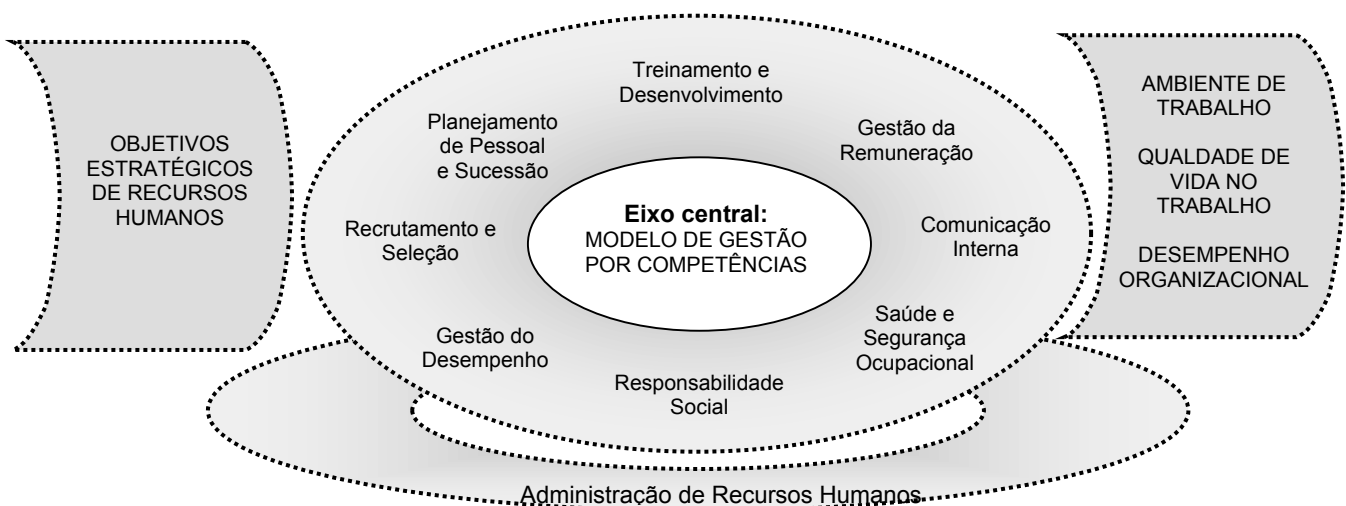 OBJETIVOS
ESTRATÉGICOS
DE RECURSOS
HUMANOS
Treinamento e
Desenvolvimento
Planejamento
de Pessoal
e Sucessão
Gestão da
Remuneração
Recrutamento e
Seleção
Eixo central:
MODELO DE GESTÃO
POR COMPETÊNCIAS
Comunicação
Interna
Gestão do
Desempenho
Saúde e
Segurança
Ocupacional
Responsabilidade
Social
AMBIENTE DE
TRABALHO
QUALDADE DE
VIDA NO
TRABALHO
DESEMPENHO
ORGANIZACIONAL
Administração de Recursos Humanos